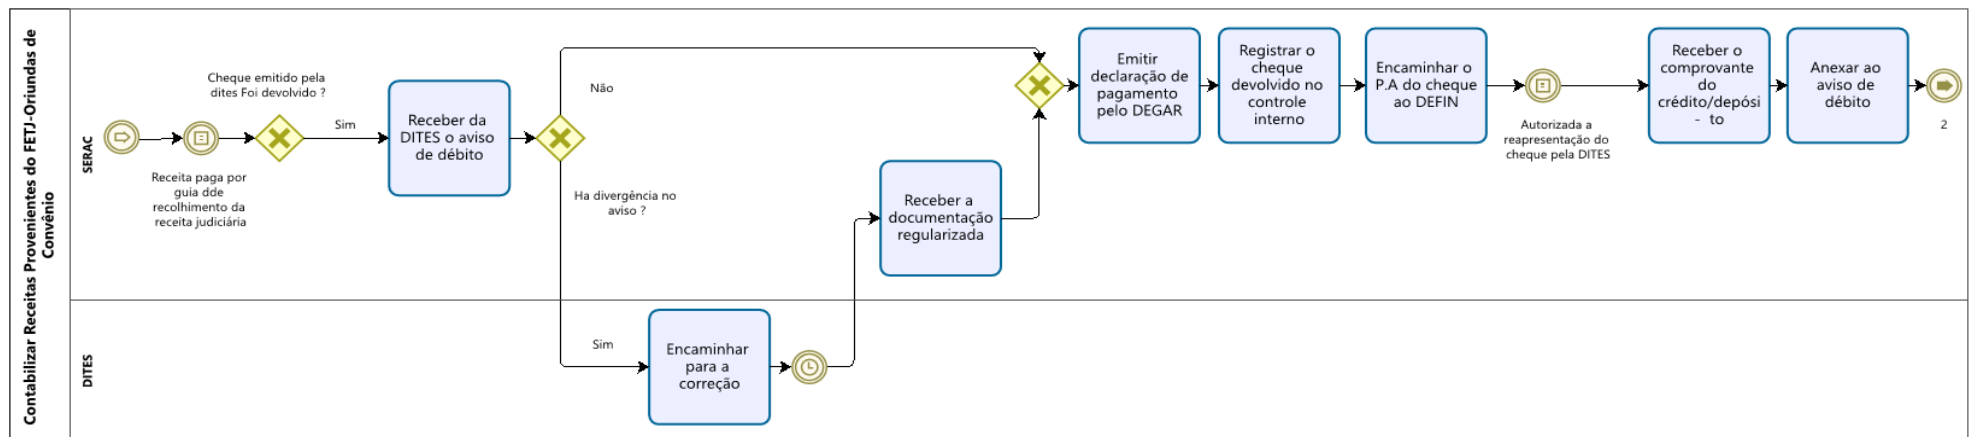 Contabilizar Receitas Provenientes do FETJ-Oriundas de
Convênio
SERAC
Receita paga por
guia dde
recolhimento da
receita judiciária
Cheque emitido pela
dites Foi devolvido ?
Sim
Receber da
DITES o aviso
de débito
Não
Ha divergência no
aviso ?
Receber a
documentação
regularizada
Emitir
declaração de
pagamento
pelo DEGAR
Registrar o
cheque
devolvido no
controle
interno
Encaminhar o
P.A do cheque
ao DEFIN
Autorizada a
reapresentação do
cheque pela DITES
Receber o
comprovante
do
crédito/depósi
- to
Anexar ao
aviso de
débito
2
DITES
Sim
Encaminhar
para a
correção